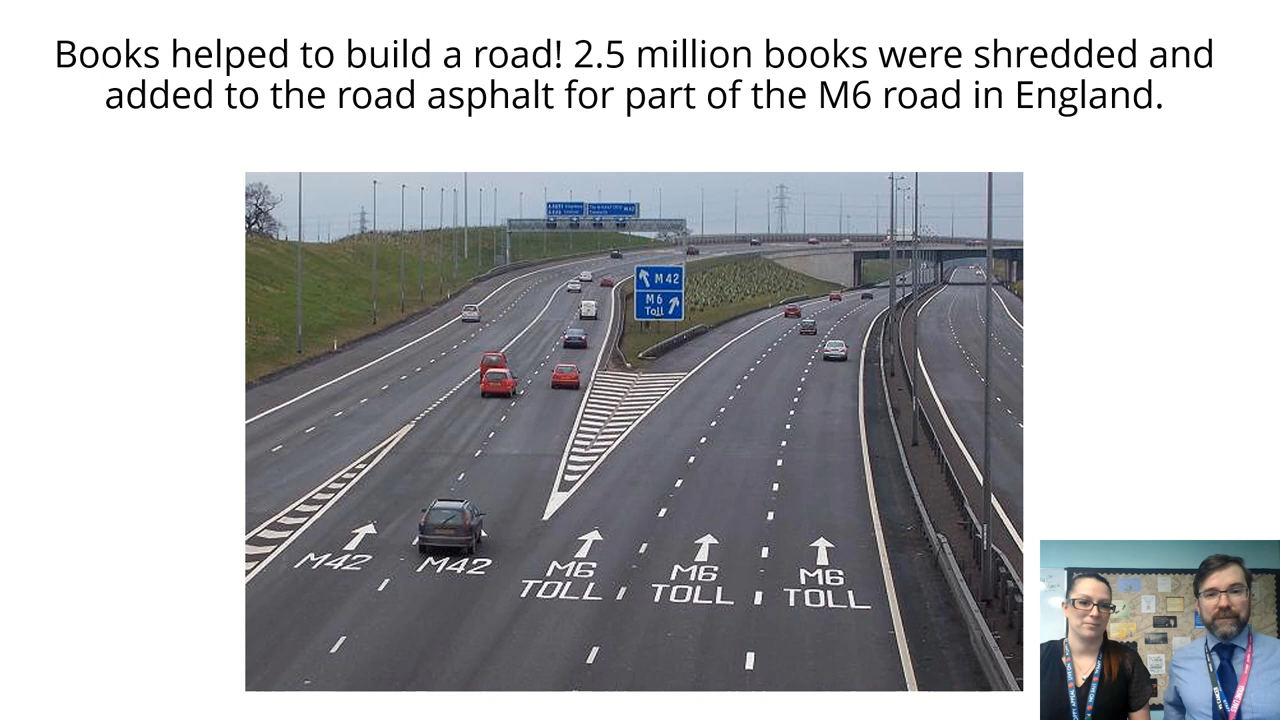 Books helped to build a road! 2.5 million books were shredded and
added to the road asphalt for part of the M6 road in England.
M42
M42
M6
Toll
M42
M42
M6
TOLL
M6
TOLL
M6
TOLL